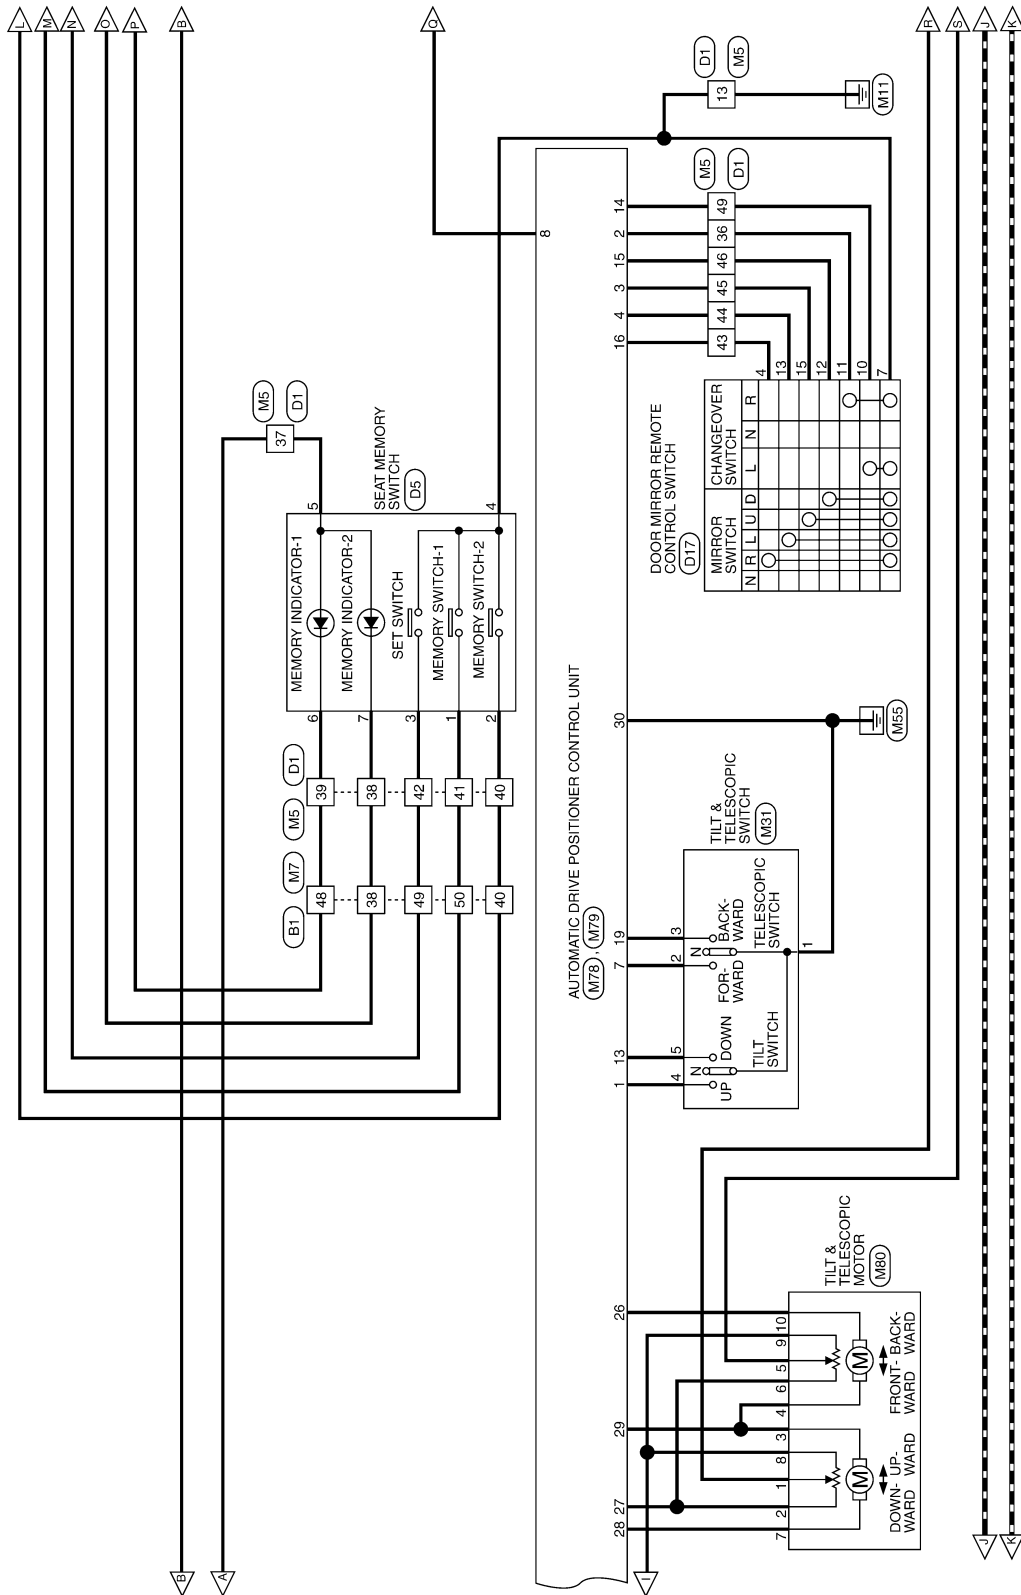 L
M
N
O
P
B
Q
R
S
J
K
D1
M5
13
M11
M5
D1
49
36
46
45
44
43
14
2
15
3
4
16
8
M5
D1
37
SEAT MEMORY
SWITCH
D5
5
4
MEMORY INDICATOR-1
MEMORY INDICATOR-2
SET SWITCH
MEMORY SWITCH-1
MEMORY SWITCH-2
6
7
3
1
2
D1
M5
39
38
42
41
40
M7
B1
48
38
49
50
40
DOOR MIRROR REMOTE
CONTROL SWITCH
D17
MIRROR
SWITCH
CHANGEOVER
SWITCH
N R L U D L N R
4
13
15
12
11
10
7
AUTOMATIC DRIVE POSITIONER CONTROL UNIT
M78 , M79
30
M55
TILT &
TELESCOPIC
SWITCH
M31
19
7
13
1
3
2
5
4
1
N
BACK-
WARD
FOR-
WARD
TELESCOPIC
SWITCH
N
DOWN
UP
TILT
SWITCH
TILT &
TELESCOPIC
MOTOR
M80
26
29
27
28
10
9
5
6
4
3
8
1
2
7
M
FRONT-
WARD
BACK-
WARD
M
DOWN-
WARD
UP-
WARD
B
A
I
J
K